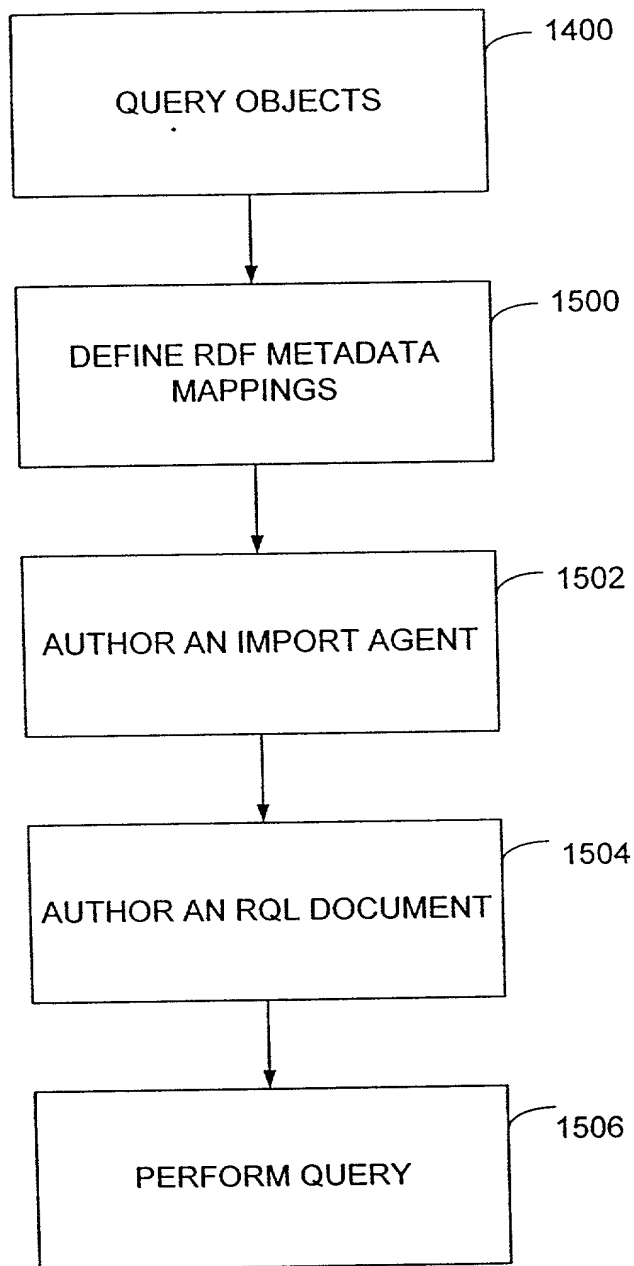 1400
QUERY OBJECTS
1500
DEFINE RDF METADATA
MAPPINGS
1502
AUTHOR AN IMPORT AGENT
1504
AUTHOR AN RQL DOCUMENT
1506
PERFORM QUERY